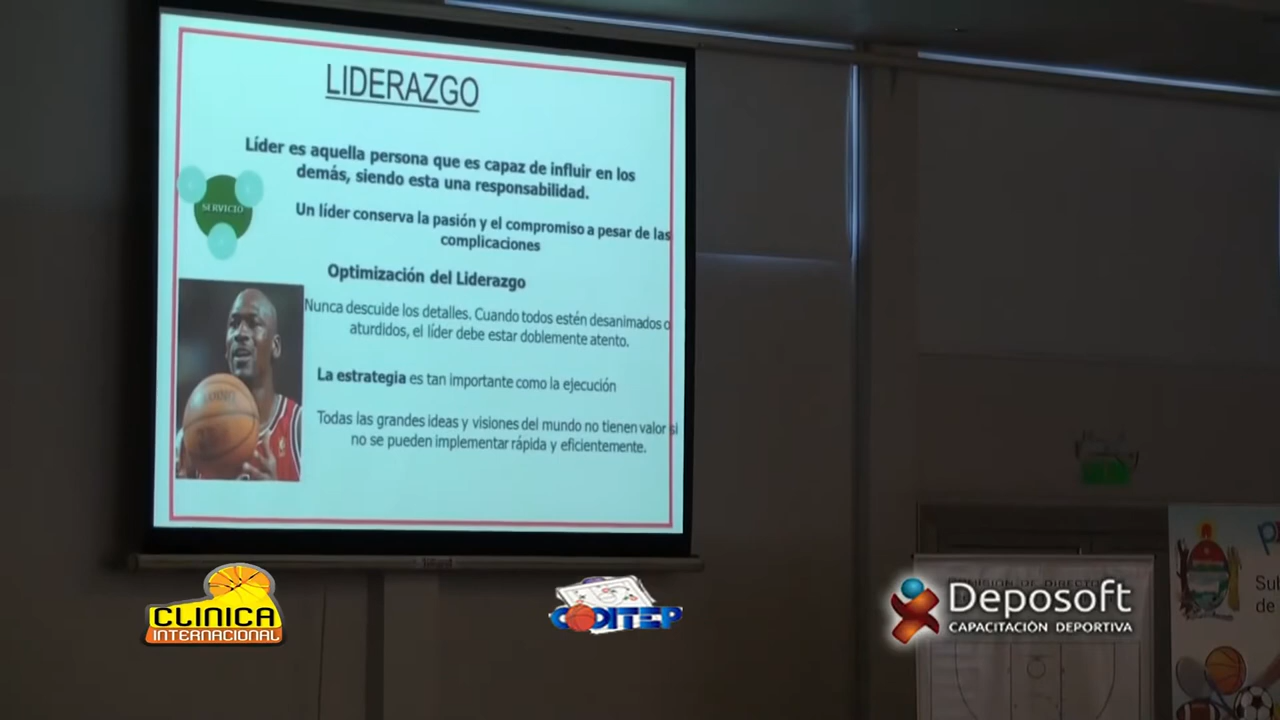 LIDERAZGO
Líder es aquella persona que es capaz de influir en los
demás, siendo esta una responsabilidad.
SERVICIO
Un líder conserva la pasión y el compromiso a pesar de las
complicaciones
Optimización del Liderazgo
Nunca descuide los detalles. Cuando todos estén desanimados o
aturdidos, el líder debe estar doblemente atento.
La estrategia es tan importante como la ejecución
Todas las grandes ideas y visiones del mundo no tienen valor si
no se pueden implementar rápida y eficientemente.
CLINICA
INTERNACIONAL
CODITEP
Deposoft
CAPACITACIÓN DEPORTIVA
Sub
de